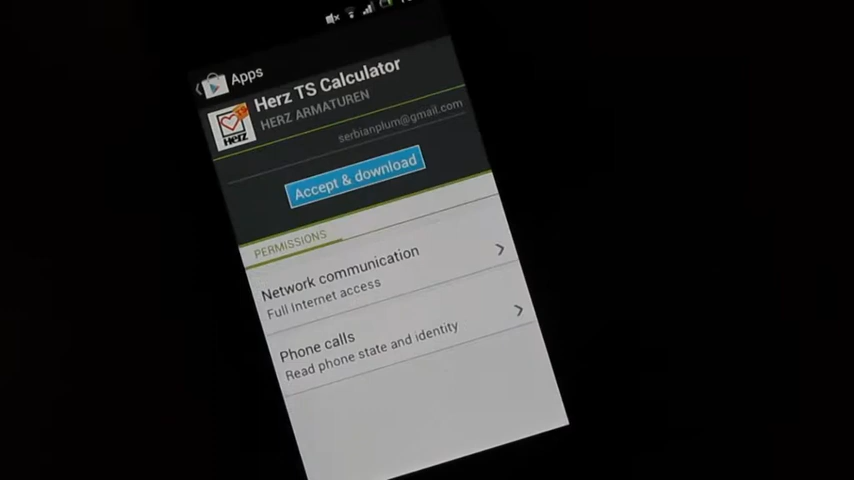 Apps
Herz TS Calculator
HERZ ARMATUREN
HERZ
serbianplum@gmail.com
Accept & download
PERMISSIONS
Network communication
Full Internet access
Phone calls
Read phone state and identity